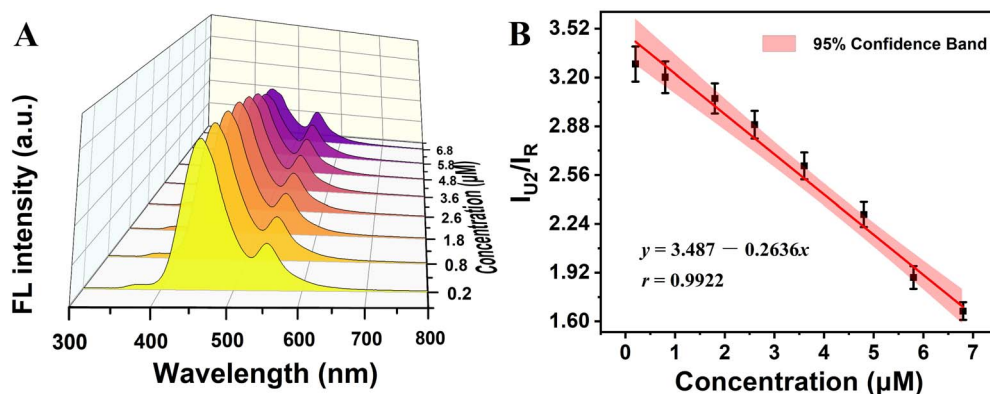 A
FL intensity (a.u.)
300
400
500
600
700
800
Wavelength (nm)
0.2
0.8
1.8
2.6
3.6
4.8
5.8
6.8
Concentration (μM)
B
I_U2/I_R
3.52
3.20
2.88
2.56
2.24
1.92
1.60
95% Confidence Band
y = 3.487 — 0.2636x
r = 0.9922
0
1
2
3
4
5
6
7
Concentration (μM)